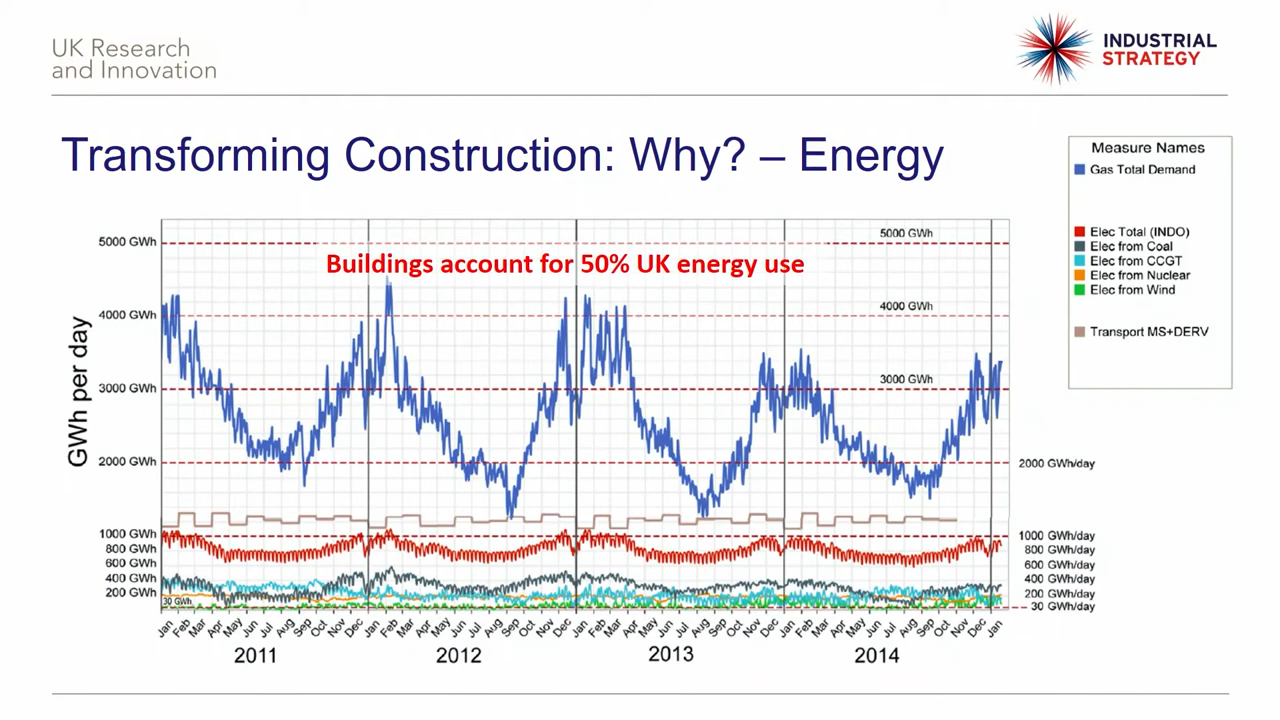 UK Research
and Innovation
INDUSTRIAL
STRATEGY
Transforming Construction: Why? – Energy
Measure Names
Gas Total Demand
Elec Total (INDO)
Elec from Coal
Elec from CCGT
Elec from Nuclear
Elec from Wind
Transport MS+DERV
Buildings account for 50% UK energy use
GWh per day
5000 GWh
4000 GWh
3000 GWh
2000 GWh
1000 GWh
800 GWh
600 GWh
400 GWh
200 GWh
30 GWh
5000 GWh
4000 GWh
3000 GWh
2000 GWh/day
1000 GWh/day
800 GWh/day
600 GWh/day
400 GWh/day
200 GWh/day
30 GWh/day
Jan Feb Mar Apr May Jun Jul Aug Sep Oct Nov Dec Jan Feb Apr May Jun Jul Aug Sep Oct Nov Dec Jan Feb Mar Apr May Jun Jul Aug Sep Oct Nov Dec Jan Feb Mar Apr May Jun Jul Aug Sep Oct Nov Dec Jan
2011 2012 2013 2014